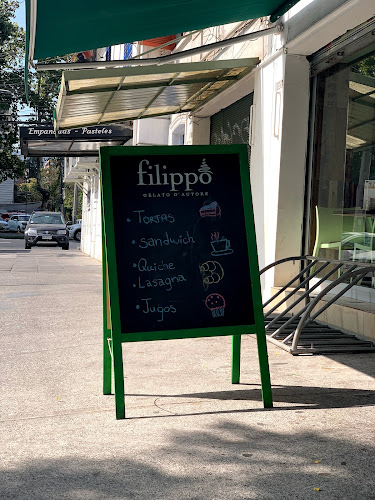 Empanadas - Pasteles
filippo
GELATO D'AUTORE
• TORTAS
• Sandwich
• Quiche
• Lasagna
• Jugos